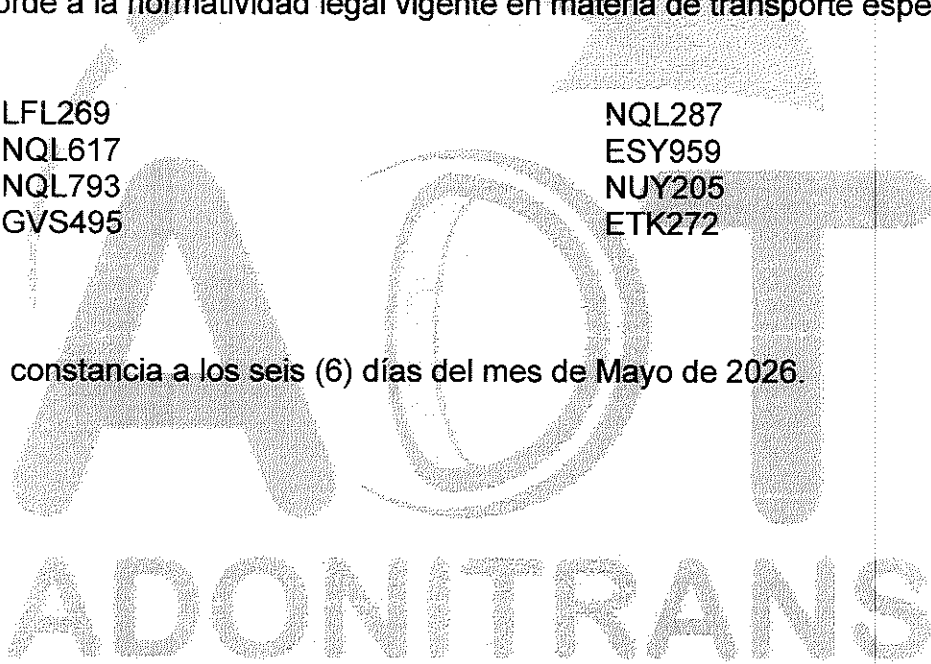 orde a la normatividad legal vigente en materia de transporte espe
LFL269 NQL287
NQL617 ESY959
NQL793 NUY205
GVS495 ETK272
constancia a los seis (6) días del mes de Mayo de 2026.
AOT
ADONITRANS